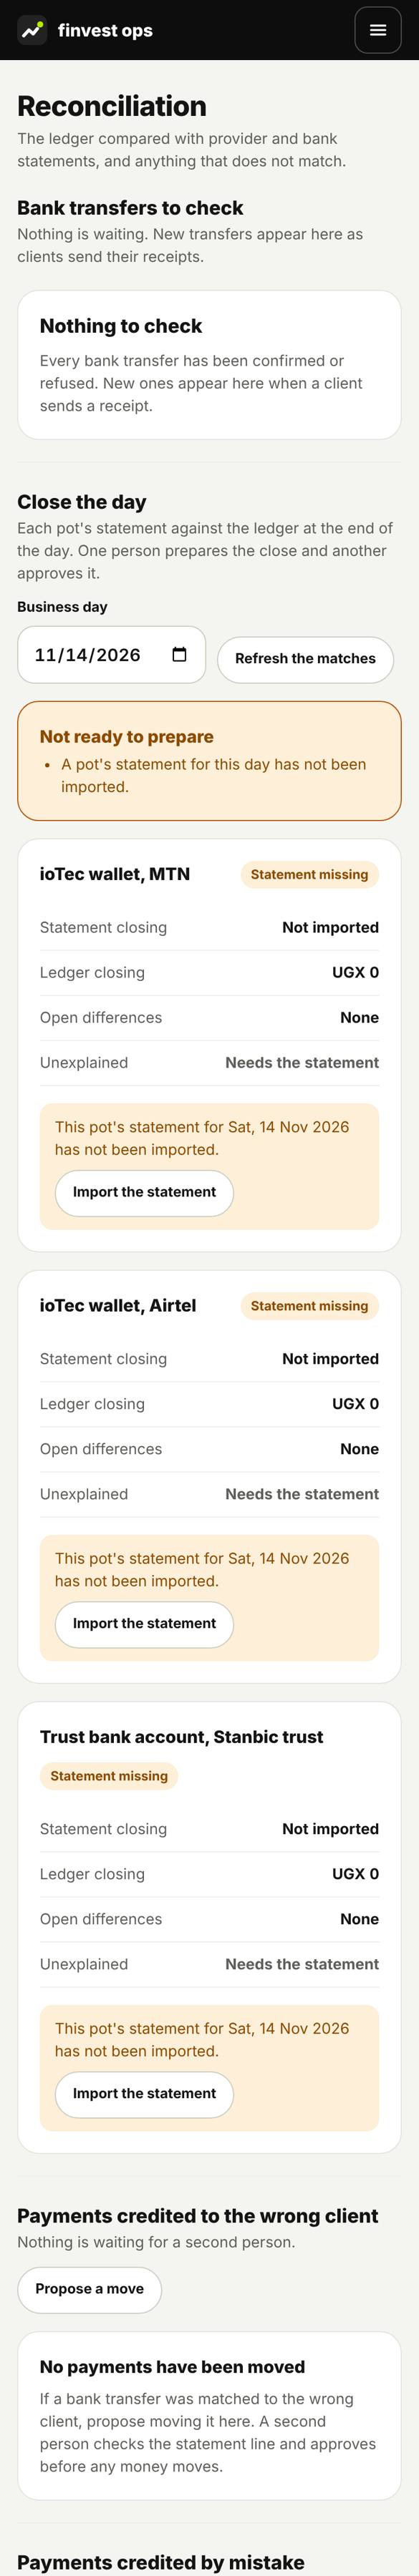 finvest ops
Reconciliation
The ledger compared with provider and bank
statements, and anything that does not match.
Bank transfers to check
Nothing is waiting. New transfers appear here as
clients send their receipts.
Nothing to check
Every bank transfer has been confirmed or
refused. New ones appear here when a client
sends a receipt.
Close the day
Each pot's statement against the ledger at the end of
the day. One person prepares the close and another
approves it.
Business day
11/14/2026
Refresh the matches
Not ready to prepare
• A pot's statement for this day has not been
imported.
ioTec wallet, MTN
Statement missing
Statement closing Not imported
Ledger closing UGX 0
Open differences None
Unexplained Needs the statement
This pot's statement for Sat, 14 Nov 2026
has not been imported.
Import the statement
ioTec wallet, Airtel
Statement missing
Statement closing Not imported
Ledger closing UGX 0
Open differences None
Unexplained Needs the statement
This pot's statement for Sat, 14 Nov 2026
has not been imported.
Import the statement
Trust bank account, Stanbic trust
Statement missing
Statement closing Not imported
Ledger closing UGX 0
Open differences None
Unexplained Needs the statement
This pot's statement for Sat, 14 Nov 2026
has not been imported.
Import the statement
Payments credited to the wrong client
Nothing is waiting for a second person.
Propose a move
No payments have been moved
If a bank transfer was matched to the wrong
client, propose moving it here. A second
person checks the statement line and approves
before any money moves.
Payments credited by mistake